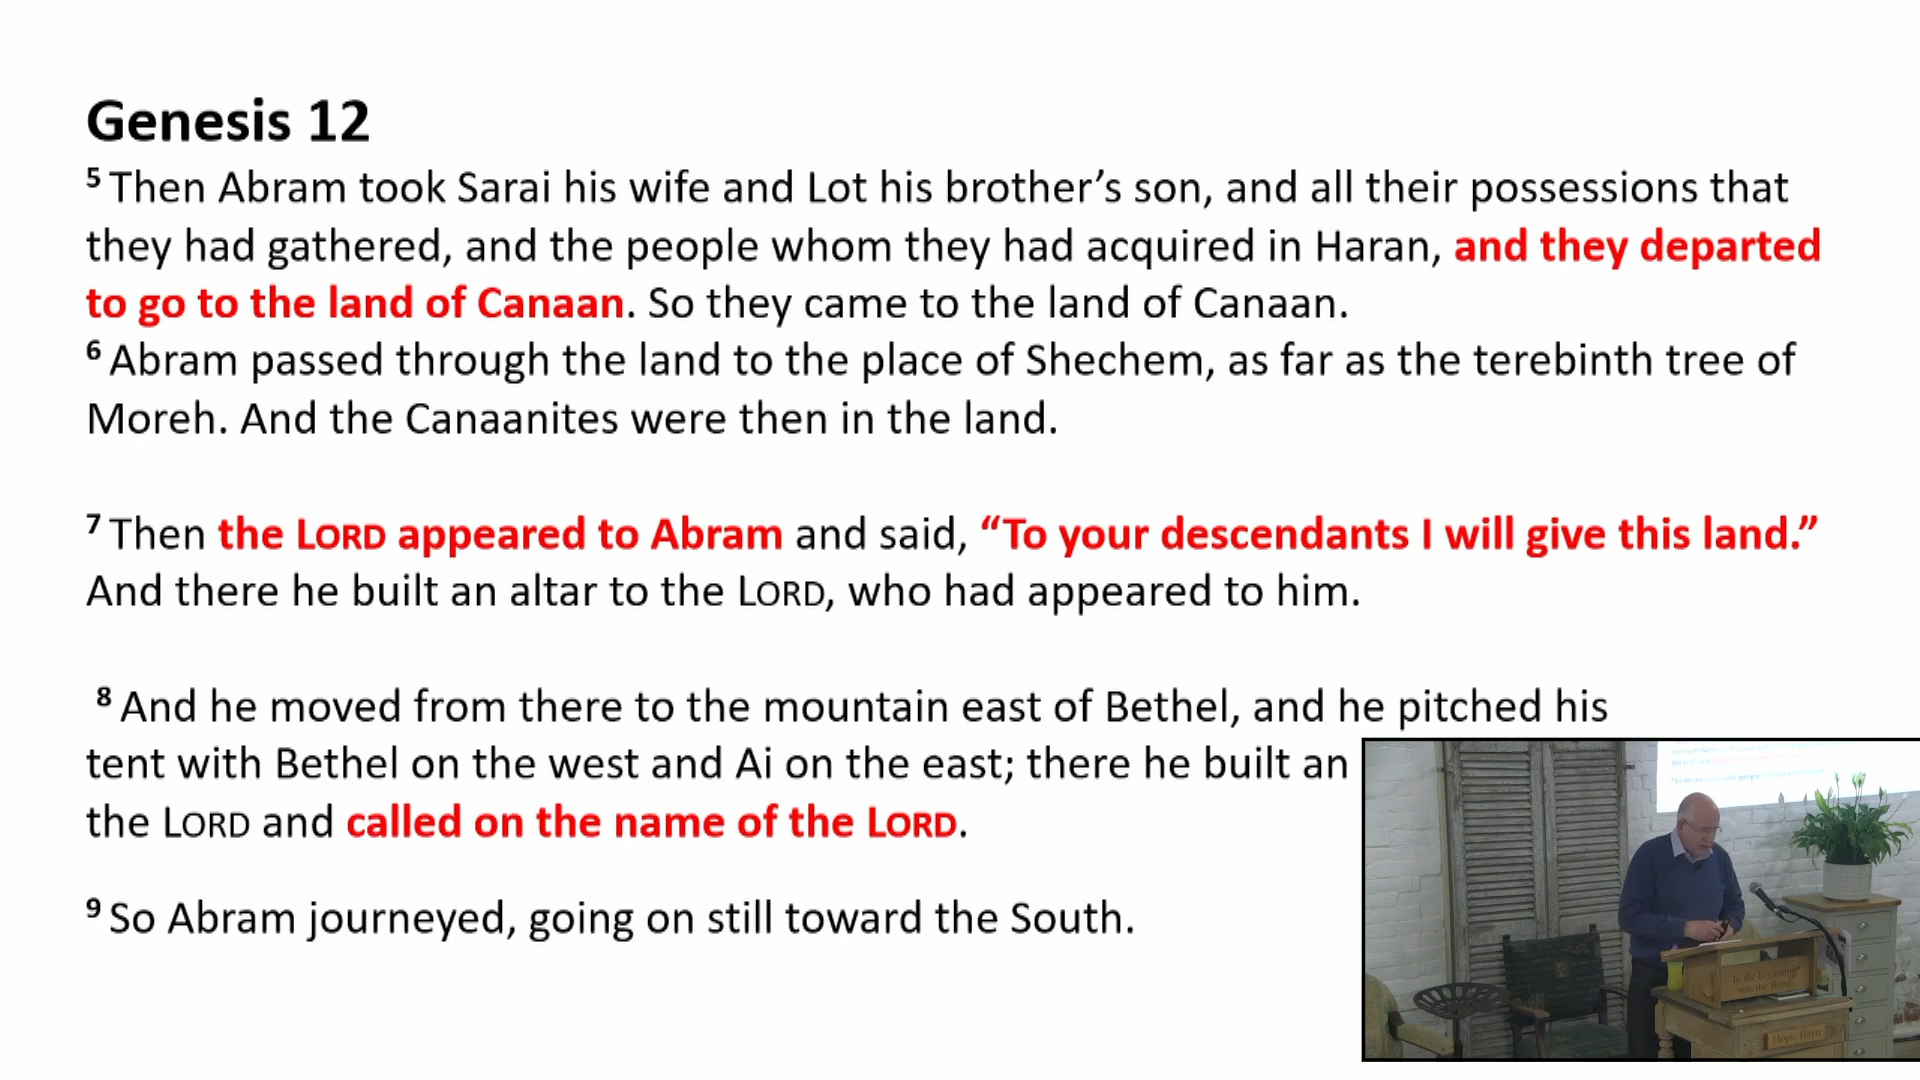 Genesis 12
5 Then Abram took Sarai his wife and Lot his brother’s son, and all their possessions that
they had gathered, and the people whom they had acquired in Haran, and they departed
to go to the land of Canaan. So they came to the land of Canaan.
6 Abram passed through the land to the place of Shechem, as far as the terebinth tree of
Moreh. And the Canaanites were then in the land.
7 Then the LORD appeared to Abram and said, “To your descendants I will give this land.”
And there he built an altar to the LORD, who had appeared to him.
8 And he moved from there to the mountain east of Bethel, and he pitched his
tent with Bethel on the west and Ai on the east; there he built an
the LORD and called on the name of the LORD.
9 So Abram journeyed, going on still toward the South.
In the beginning
was the Word
Hope Barn